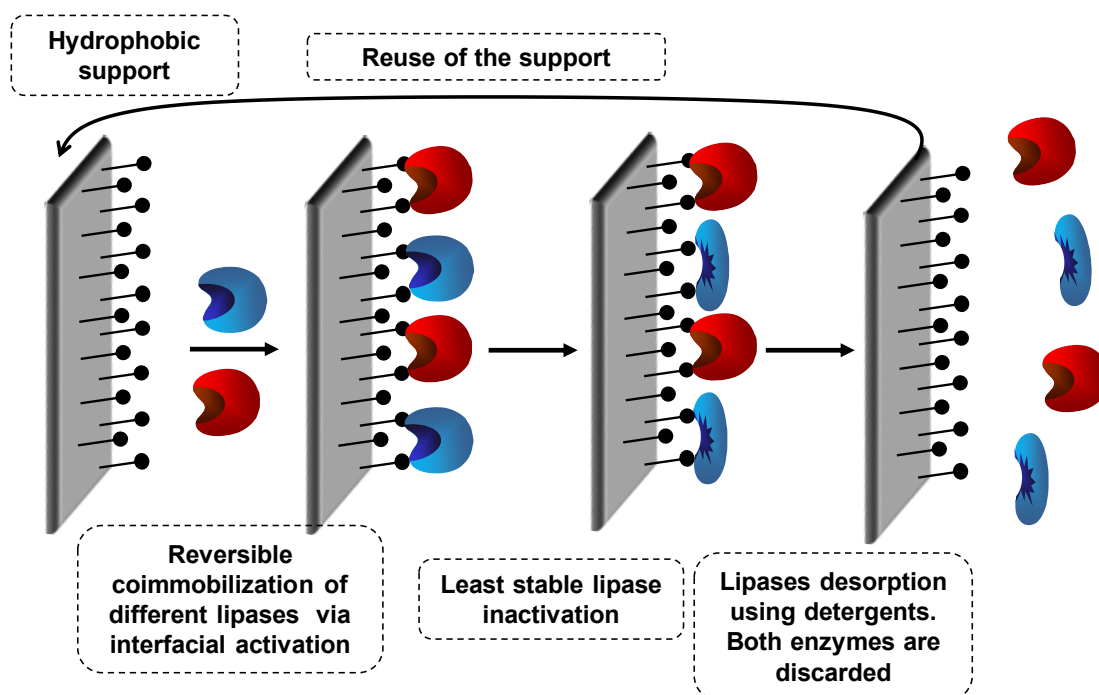 Hydrophobic
support
Reuse of the support
Reversible
coimmobilization of
different lipases via
interfacial activation
Least stable lipase
inactivation
Lipases desorption
using detergents.
Both enzymes are
discarded